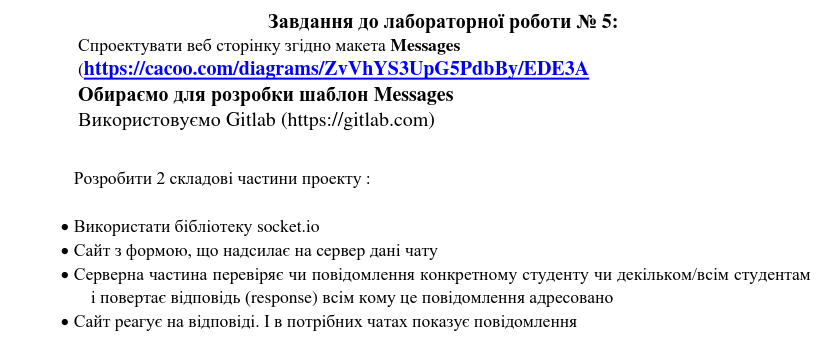 Завдання до лабораторної роботи № 5:
Спроектувати веб сторінку згідно макета Messages
(https://cacoo.com/diagrams/ZvVhYS3UpG5PdbBy/EDE3A
Обираємо для розробки шаблон Messages
Використовуємо Gitlab (https://gitlab.com)
Розробити 2 складові частини проекту :
• Використати бібліотеку socket.io
• Сайт з формою, що надсилає на сервер дані чату
• Серверна частина перевіряє чи повідомлення конкретному студенту чи декільком/всім студентам
і повертає відповідь (response) всім кому це повідомлення адресовано
• Сайт реагує на відповіді. І в потрібних чатах показує повідомлення